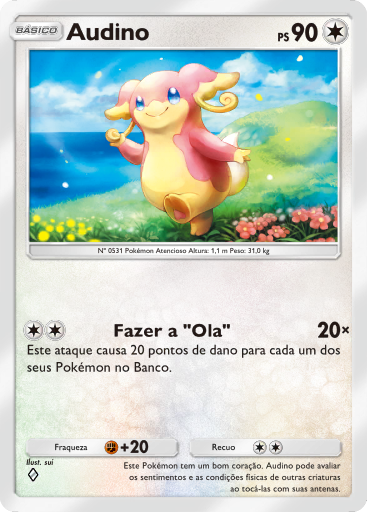 BÁSICO Audino PS 90
Nº 0531 Pokémon Atencioso Altura: 1,1 m Peso: 31,0 kg
Fazer a "Ola" 20×
Este ataque causa 20 pontos de dano para cada um dos
seus Pokémon no Banco.
Fraqueza +20 Recuo
Ilust. sui
Este Pokémon tem um bom coração. Audino pode avaliar
os sentimentos e as condições físicas de outras criaturas
ao tocá-las com suas antenas.